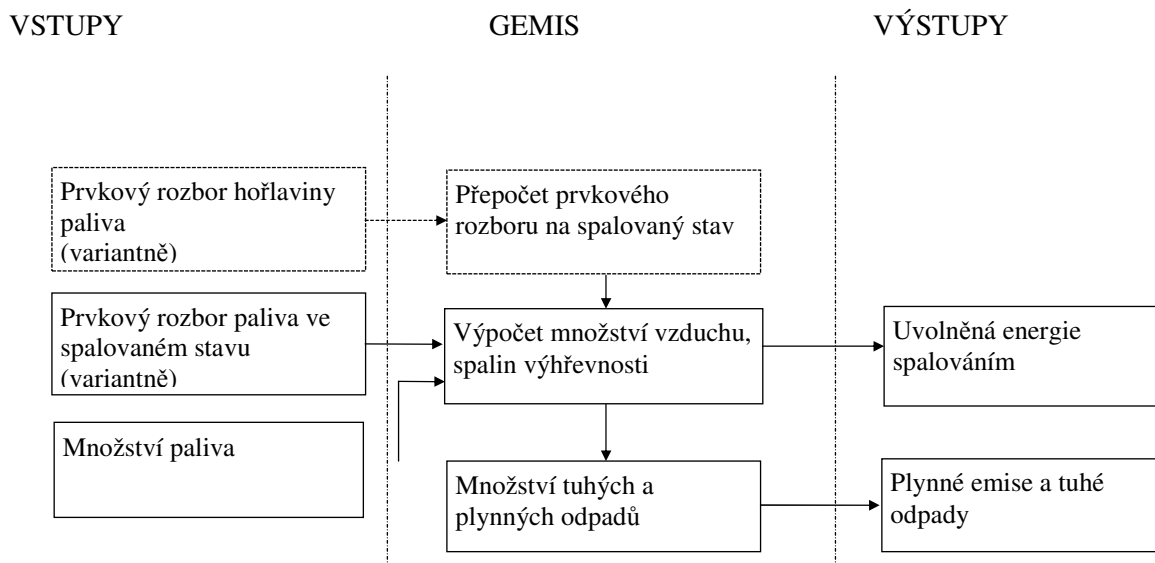 VSTUPY
GEMIS
VÝSTUPY
Prvkový rozbor hořlaviny
paliva
(variantně)
Přepočet prvkového
rozboru na spalovaný stav
Prvkový rozbor paliva ve
spalovaném stavu
(variantně)
Výpočet množství vzduchu,
spalin výhřevnosti
Uvolněná energie
spalováním
Množství paliva
Množství tuhých a
plynných odpadů
Plynné emise a tuhé
odpady